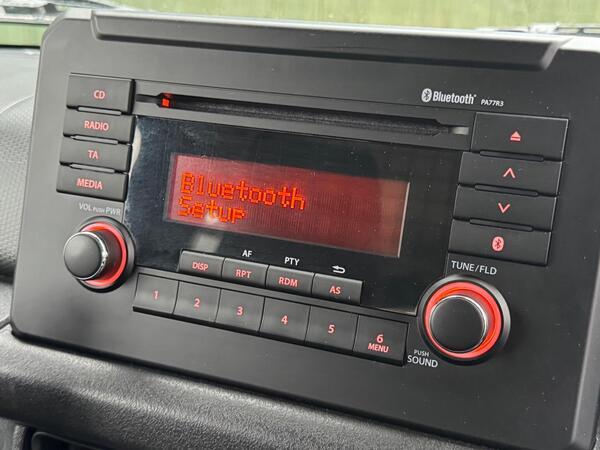 Bluetooth PA77R3
CD
RADIO
TA
MEDIA
VOL PUSH PWR
Bluetooth
Setup
TUNE/FLD
AF PTY
DISP RPT RDM AS
1 2 3 4 5 6
MENU
PUSH
SOUND